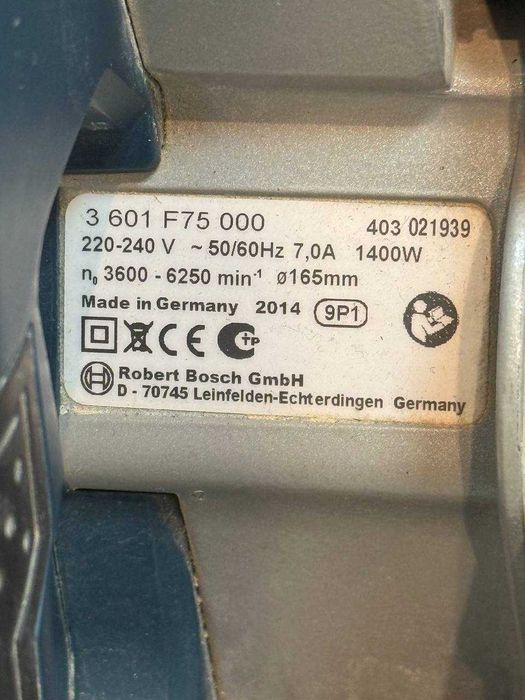 3 601 F75 000 403 021939
220-240 V ~ 50/60Hz 7,0A 1400W
n₀ 3600 - 6250 min⁻¹ ø165mm
Made in Germany 2014 9P1
CE
Robert Bosch GmbH
D - 70745 Leinfelden-Echterdingen Germany